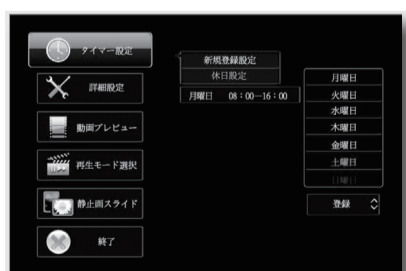 タイマー設定
詳細設定
動画プレビュー
再生モード選択
静止画スライド
終了
新規登録設定
休日設定
月曜日 08:00-16:00
月曜日
火曜日
水曜日
木曜日
金曜日
土曜日
日曜日
登録